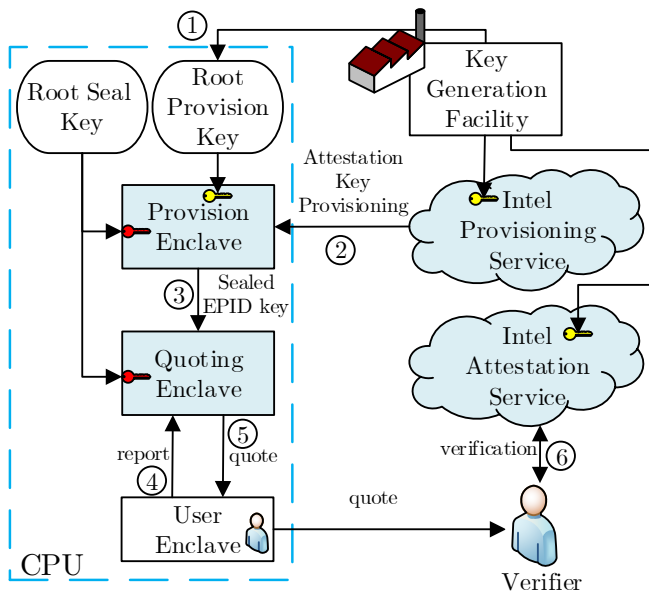 1
Root Seal
Key
Root
Provision
Key
Key
Generation
Facility
Attestation
Key
Provisioning
2
Provision
Enclave
Intel
Provisioning
Service
3
Sealed
EPID key
Quoting
Enclave
Intel
Attestation
Service
report
4
5
quote
verification
6
User
Enclave
quote
CPU
Verifier